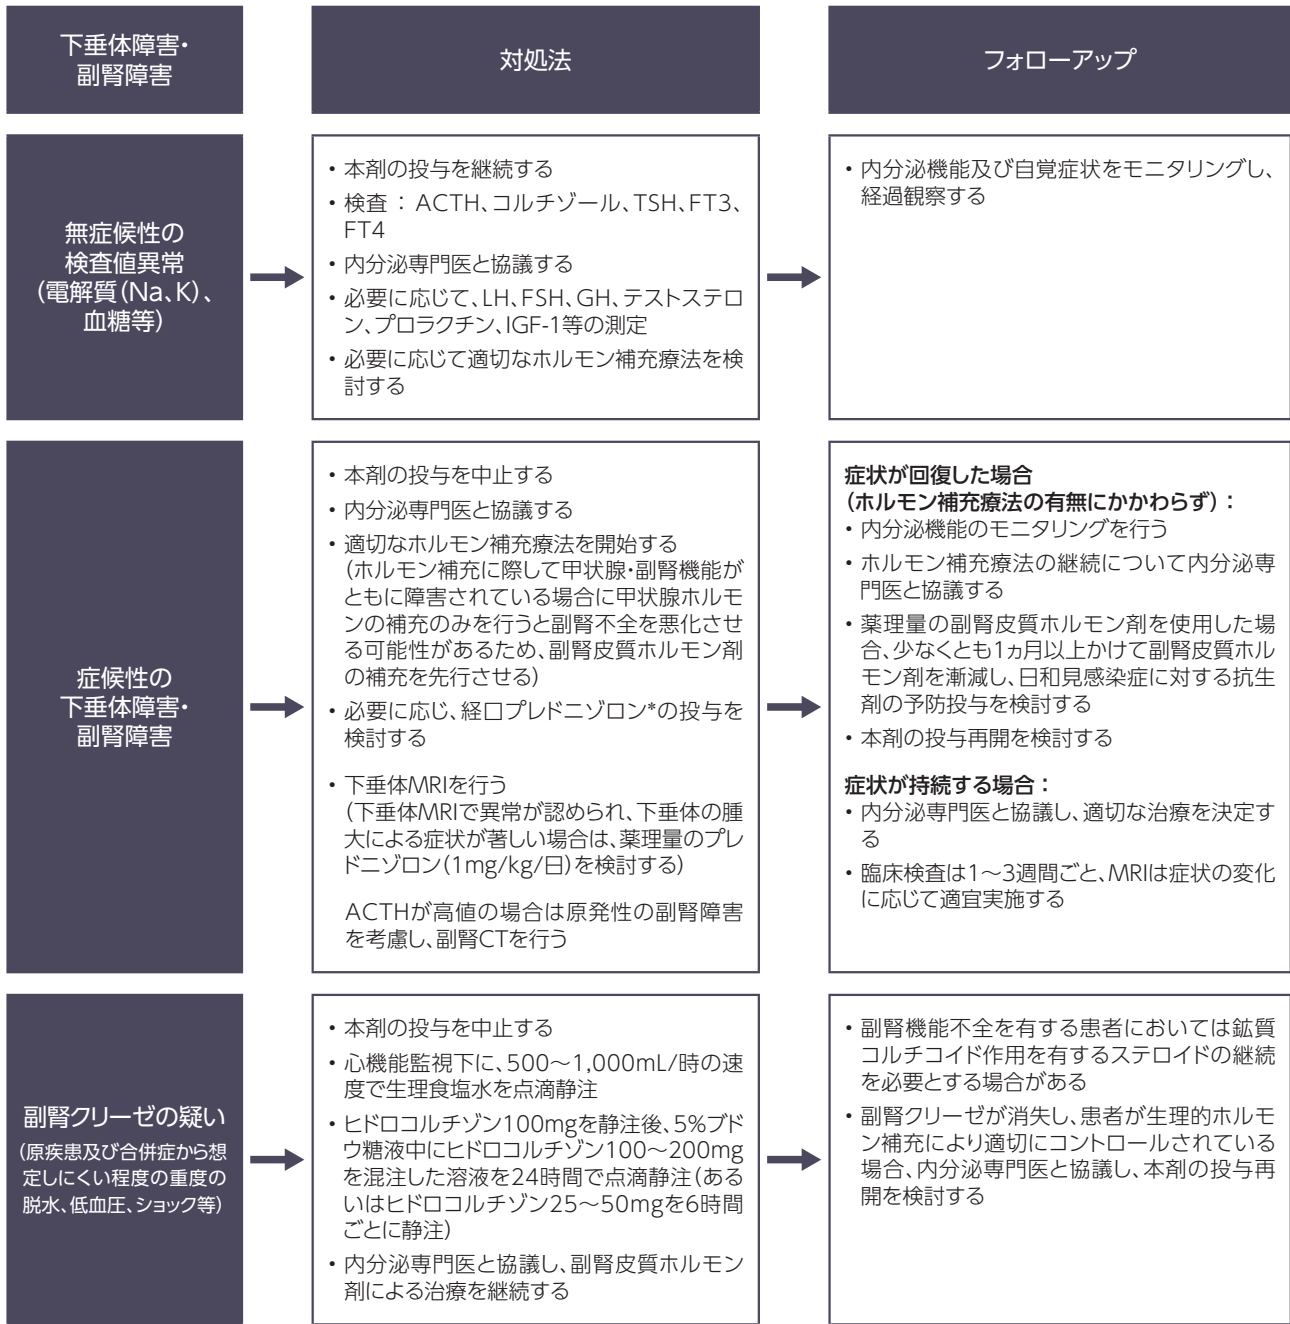 下垂体障害・
副腎障害
対処法
フォローアップ
無症候性の
検査値異常
(電解質(Na、K)、
血糖等)
・本剤の投与を継続する
・検査 : ACTH、コルチゾール、TSH、FT3、
FT4
・内分泌専門医と協議する
・必要に応じて、LH、FSH、GH、テストステロ
ン、プロラクチン、IGF-1等の測定
・必要に応じて適切なホルモン補充療法を検
討する
・内分泌機能及び自覚症状をモニタリングし、
経過観察する
症候性の
下垂体障害・
副腎障害
・本剤の投与を中止する
・内分泌専門医と協議する
・適切なホルモン補充療法を開始する
(ホルモン補充に際して甲状腺・副腎機能が
ともに障害されている場合に甲状腺ホルモ
ンの補充のみを行うと副腎不全を悪化させ
る可能性があるため、副腎皮質ホルモン剤
の補充を先行させる)
・必要に応じ、経口プレドニゾロン*の投与を
検討する
・下垂体MRIを行う
(下垂体MRIで異常が認められ、下垂体の腫
大による症状が著しい場合は、薬理量のプレ
ドニゾロン(1mg/kg/日)を検討する)
ACTHが高値の場合は原発性の副腎障害
を考慮し、副腎CTを行う
症状が回復した場合
(ホルモン補充療法の有無にかかわらず) :
・内分泌機能のモニタリングを行う
・ホルモン補充療法の継続について内分泌専
門医と協議する
・薬理量の副腎皮質ホルモン剤を使用した場
合、少なくとも1ヵ月以上かけて副腎皮質ホル
モン剤を漸減し、日和見感染症に対する抗生
剤の予防投与を検討する
・本剤の投与再開を検討する
症状が持続する場合 :
・内分泌専門医と協議し、適切な治療を決定す
る
・臨床検査は1～3週間ごと、MRIは症状の変化
に応じて適宜実施する
副腎クリーゼの疑い
(原疾患及び合併症から想
定しにくい程度の重度の
脱水、低血圧、ショック等)
・本剤の投与を中止する
・心機能監視下に、500～1,000mL/時の速
度で生理食塩水を点滴静注
・ヒドロコルチゾン100mgを静注後、5%ブド
ウ糖液中にヒドロコルチゾン100～200mg
を混注した溶液を24時間で点滴静注(ある
いはヒドロコルチゾン25～50mgを6時間
ごとに静注)
・内分泌専門医と協議し、副腎皮質ホルモン
剤による治療を継続する
・副腎機能不全を有する患者においては鉱質
コルチコイド作用を有するステロイドの継続
を必要とする場合がある
・副腎クリーゼが消失し、患者が生理的ホルモ
ン補充により適切にコントロールされている
場合、内分泌専門医と協議し、本剤の投与再
開を検討する